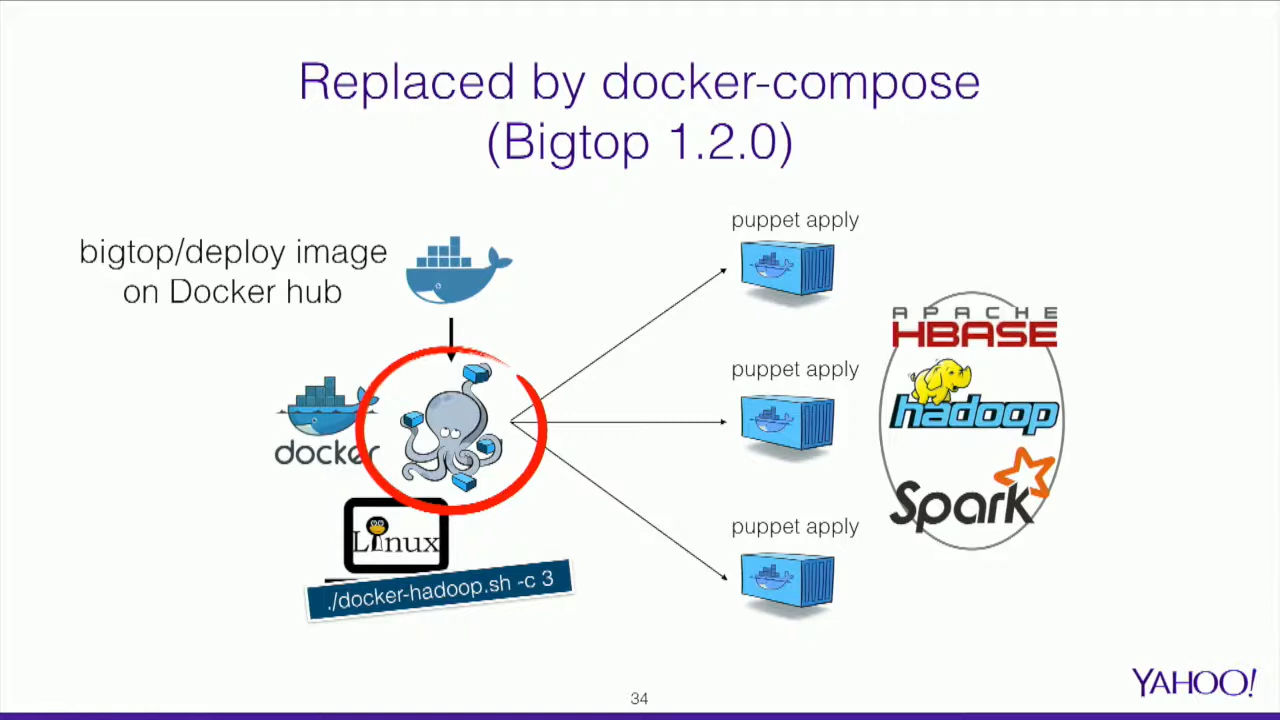 Replaced by docker-compose
(Bigtop 1.2.0)
bigtop/deploy image
on Docker hub
puppet apply
puppet apply
puppet apply
APACHE
HBASE
hadoop
Spark
docker
Linux
./docker-hadoop.sh -c 3
34
YAHOO!